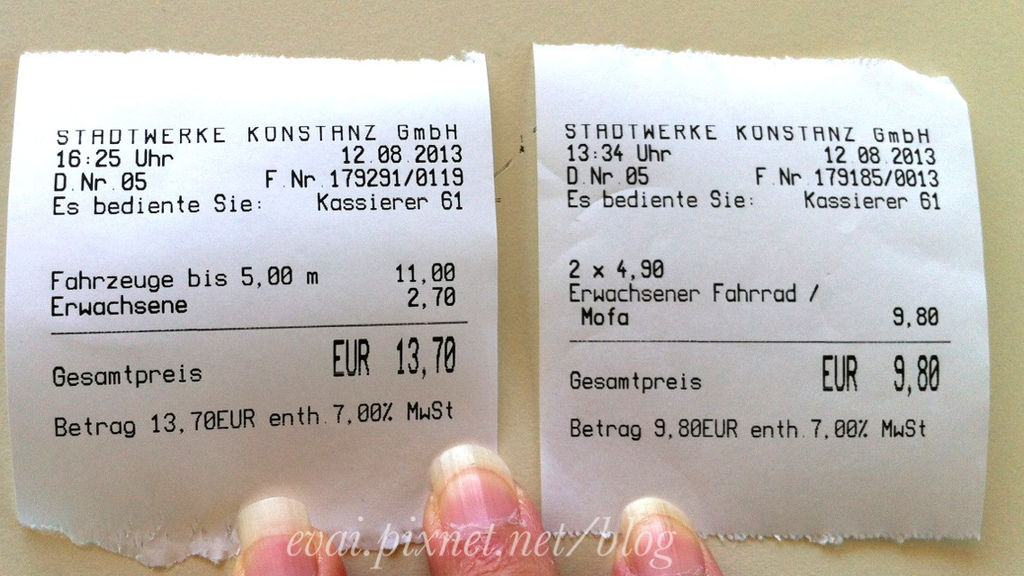 STADTWERKE KONSTANZ GmbH
16:25 Uhr 12.08.2013
D.Nr.05 F.Nr.179291/0119
Es bediente Sie: Kassierer 61
Fahrzeuge bis 5,00 m 11,00
Erwachsene 2,70
Gesamtpreis EUR 13,70
Betrag 13,70EUR enth.7,00% MwSt
STADTWERKE KONSTANZ GmbH
13:34 Uhr 12.08.2013
D.Nr.05 F.Nr.179185/0013
Es bediente Sie: Kassierer 61
2 x 4,90
Erwachsener Fahrrad /
Mofa 9,80
Gesamtpreis EUR 9,80
Betrag 9,80EUR enth.7,00% MwSt
evai.pixnet.net/blog